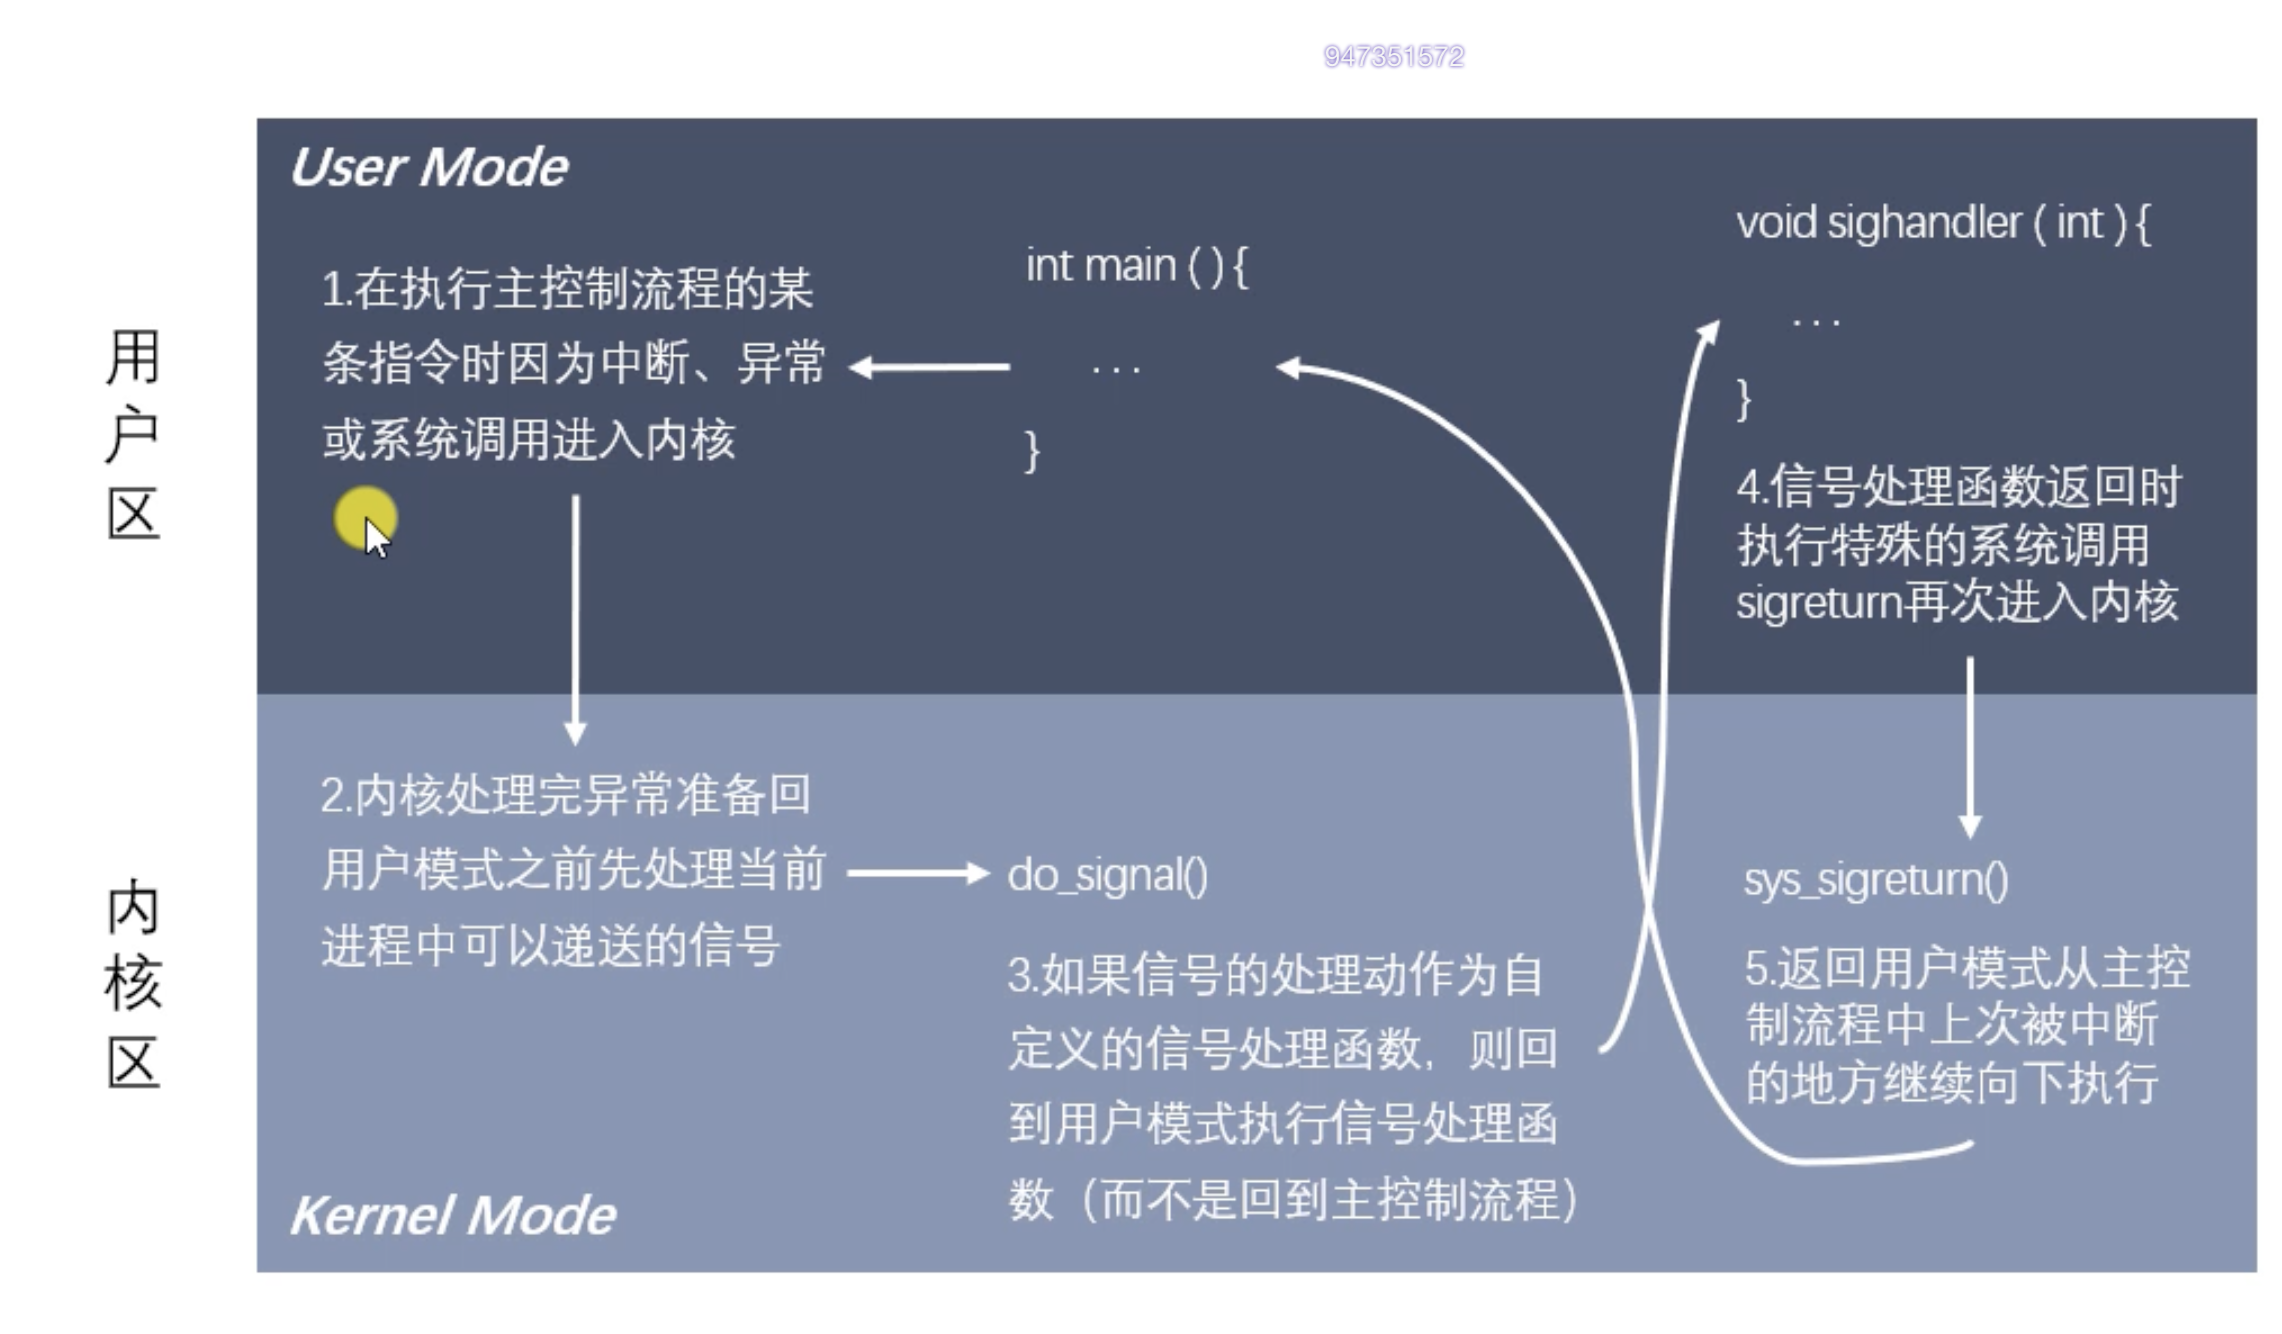 947351572
User Mode
1.在执行主控制流程的某
条指令时因为中断、异常
或系统调用进入内核
int main ( ) {
...
}
void sighandler ( int ) {
...
}
4.信号处理函数返回时
执行特殊的系统调用
sigreturn再次进入内核
用
户
区
2.内核处理完异常准备回
用户模式之前先处理当前
进程中可以递送的信号
do_signal()
3.如果信号的处理动作为自
定义的信号处理函数，则回
到用户模式执行信号处理函
数（而不是回到主控制流程）
sys_sigreturn()
5.返回用户模式从主控
制流程中上次被中断
的地方继续向下执行
内
核
区
Kernel Mode